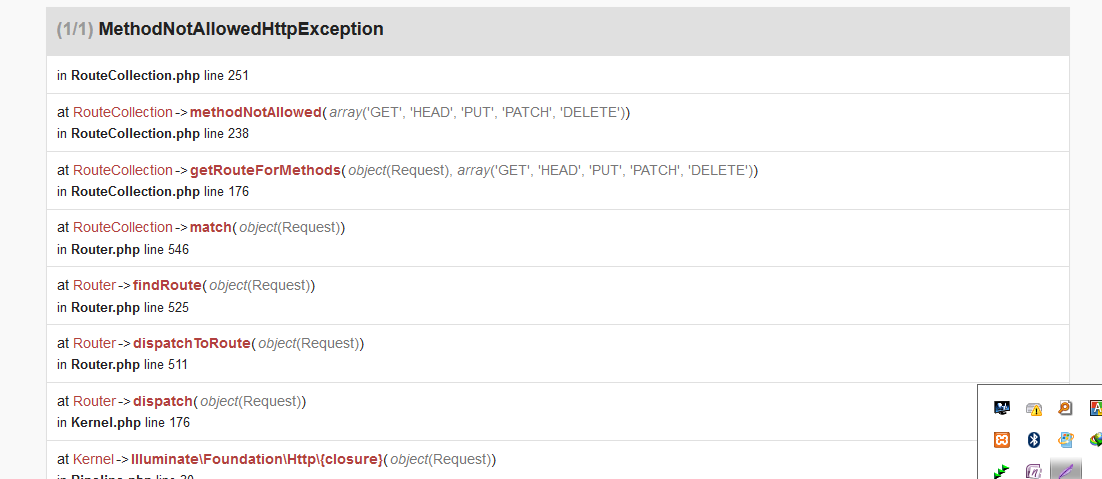 (1/1) MethodNotAllowedHttpException
in RouteCollection.php line 251
at RouteCollection->methodNotAllowed(array('GET', 'HEAD', 'PUT', 'PATCH', 'DELETE'))
in RouteCollection.php line 238
at RouteCollection->getRouteForMethods(object(Request), array('GET', 'HEAD', 'PUT', 'PATCH', 'DELETE'))
in RouteCollection.php line 176
at RouteCollection->match(object(Request))
in Router.php line 546
at Router->findRoute(object(Request))
in Router.php line 525
at Router->dispatchToRoute(object(Request))
in Router.php line 511
at Router->dispatch(object(Request))
in Kernel.php line 176
at Kernel->Illuminate\Foundation\Http\{closure}(object(Request))
in Pipeline.php line 30